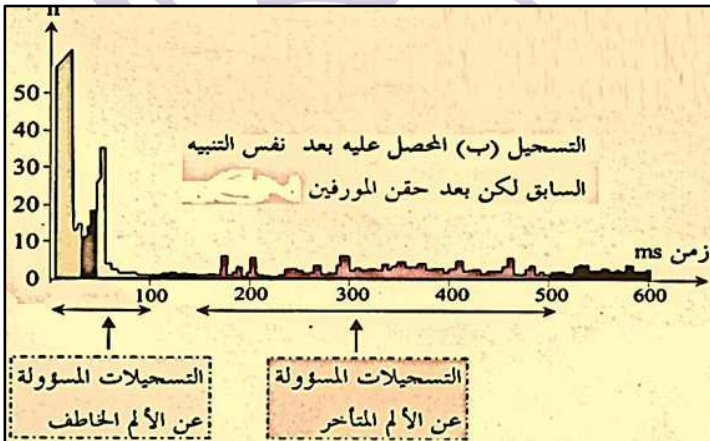 n
50
40
30
20
10
0
التسجيل (ب) المحصل عليه بعد نفس التنبيه
السابق لكن بعد حقن المورفين
زمن ms
100 200 300 400 500 600
التسجيلات المسؤولة
عن الألم الخاطف
التسجيلات المسؤولة
عن الألم المتأخر